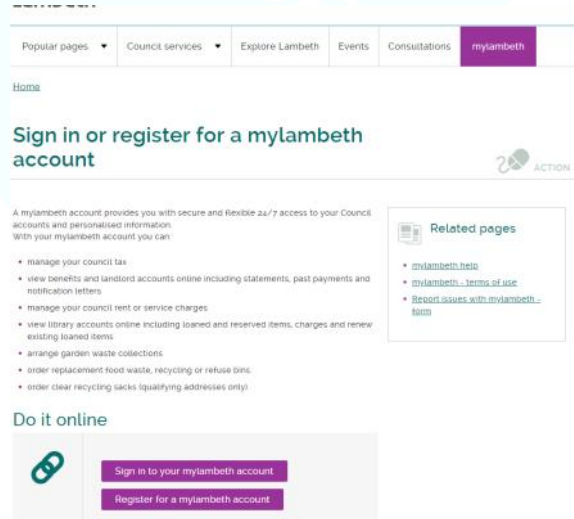 Popular pages Council services Explore Lambeth Events Consultations mylambeth
Home
Sign in or register for a mylambeth
account
ACTION
A mylambeth account provides you with secure and flexible 24/7 access to your Council
accounts and personalised information.
With your mylambeth account you can:
manage your council tax
view benefits and landlord accounts online including statements, past payments and
notification letters
manage your council rent or service charges
view library accounts online including loaned and reserved items, charges and renew
existing loaned items
arrange garden waste collections
order replacement food waste, recycling or refuse bins.
order clear recycling sacks (qualifying addresses only).
Related pages
mylambeth help
mylambeth - terms of use
Report issues with mylambeth -
form
Do it online
Sign in to your mylambeth account
Register for a mylambeth account